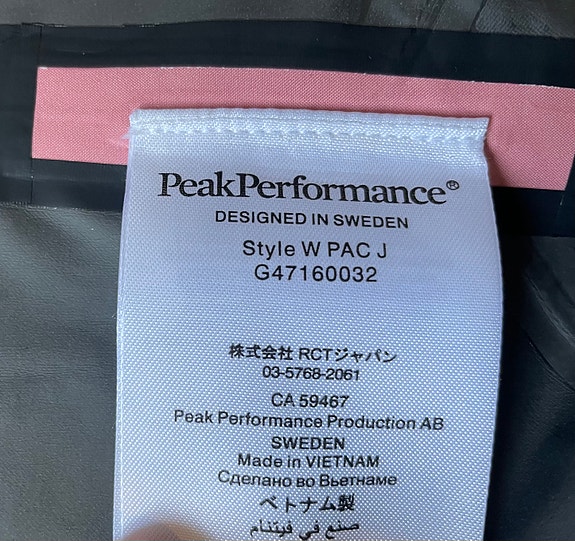 PeakPerformance®
DESIGNED IN SWEDEN
Style W PAC J
G47160032
株式会社 RCTジャパン
03-5768-2061
CA 59467
Peak Performance Production AB
SWEDEN
Made in VIETNAM
Сделано во Вьетнаме
ベトナム製
صنع في فيتنام